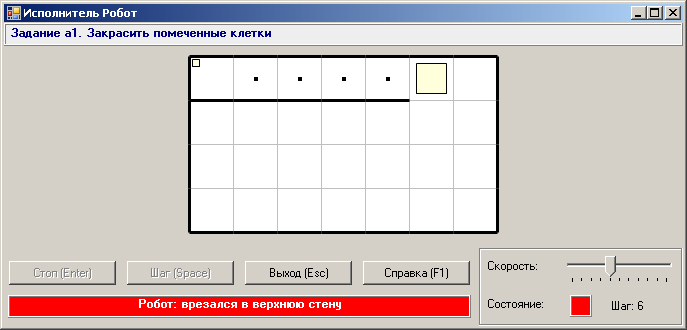 Исполнитель Робот
Задание a1. Закрасить помеченные клетки
Стоп (Enter)
Шаг (Space)
Выход (Esc)
Справка (F1)
Скорость:
Робот: врезался в верхнюю стену
Состояние:
Шаг: 6